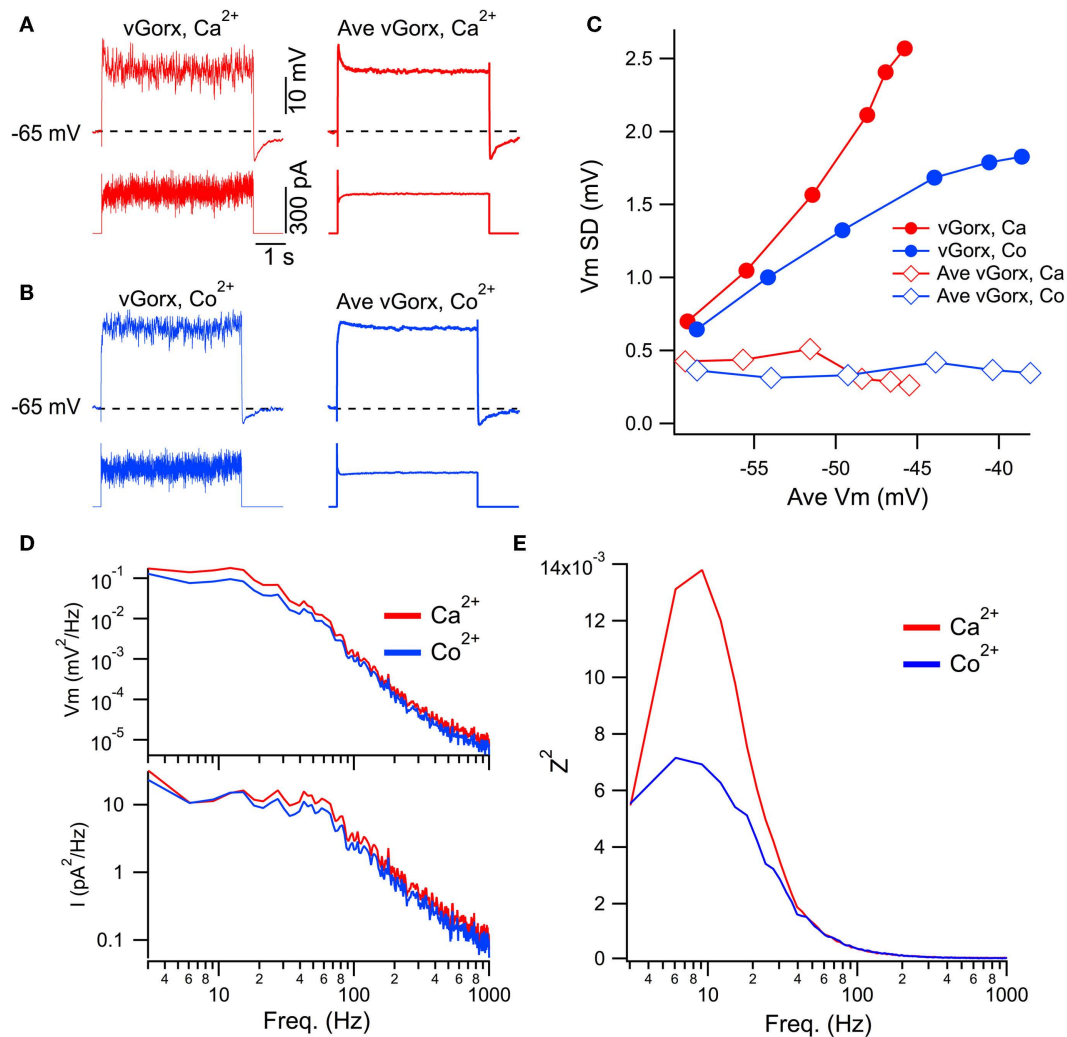 A
vGorx, Ca2+
Ave vGorx, Ca2+
10 mV
-65 mV
300 pA
1 s
B
vGorx, Co2+
Ave vGorx, Co2+
-65 mV
C
2.5
2.0
1.5
1.0
0.5
0.0
Vm SD (mV)
vGorx, Ca
vGorx, Co
Ave vGorx, Ca
Ave vGorx, Co
-55 -50 -45 -40
Ave Vm (mV)
D
10-1
10-2
10-3
10-4
10-5
Vm (mV2/Hz)
Ca2+
Co2+
10
1
0.1
I (pA2/Hz)
4 6 8 2 4 6 8 2 4 6 8
10 100 1000
Freq. (Hz)
E
14x10-3
12
10
8
6
4
2
0
Z2
Ca2+
Co2+
4 6 8 2 4 6 8 2 4 6 8
10 100 1000
Freq. (Hz)